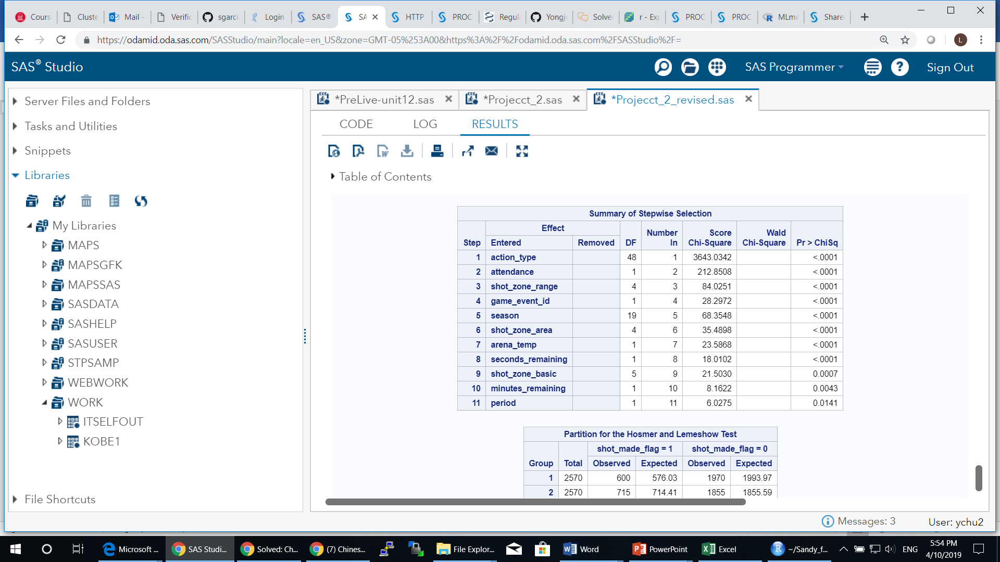 Cours
Cluste
Mail -
Verific
sgarci
Login
SAS®
SA
HTTP
PROC
Regul
Yongj
Solve
r - Ex
PROC
PROC
MLme
Share
https://odamid.oda.sas.com/SASStudio/main?locale=en_US&zone=GMT-05%253A00&https%3A%2F%2Fodamid.oda.sas.com%2FSASStudio%2F=
L
SAS® Studio
SAS Programmer
?
Sign Out
Server Files and Folders
Tasks and Utilities
Snippets
Libraries
My Libraries
MAPS
MAPSGFK
MAPSSAS
SASDATA
SASHELP
SASUSER
STPSAMP
WEBWORK
WORK
ITSELFOUT
KOBE1
File Shortcuts
*PreLive-unit12.sas
*Projecct_2.sas
*Projecct_2_revised.sas
CODE LOG RESULTS
Table of Contents
Summary of Stepwise Selection
Step Effect DF Number In Score Chi-Square Wald Chi-Square Pr > ChiSq
Entered Removed
1 action_type 48 1 3643.0342 <.0001
2 attendance 1 2 212.8508 <.0001
3 shot_zone_range 4 3 84.0251 <.0001
4 game_event_id 1 4 28.2972 <.0001
5 season 19 5 68.3548 <.0001
6 shot_zone_area 4 6 35.4898 <.0001
7 arena_temp 1 7 23.5868 <.0001
8 seconds_remaining 1 8 18.0102 <.0001
9 shot_zone_basic 5 9 21.5030 0.0007
10 minutes_remaining 1 10 8.1622 0.0043
11 period 1 11 6.0275 0.0141
Partition for the Hosmer and Lemeshow Test
Group Total shot_made_flag = 1 shot_made_flag = 0
Observed Expected Observed Expected
1 2570 600 576.03 1970 1993.97
2 2570 715 714.41 1855 1855.59
Messages: 3
User: ychu2
Microsoft ...
SAS Studi...
Solved: Ch...
(7) Chines...
File Explor...
Word
PowerPoint
Excel
~/Sandy_f...
ENG
5:54 PM
4/10/2019